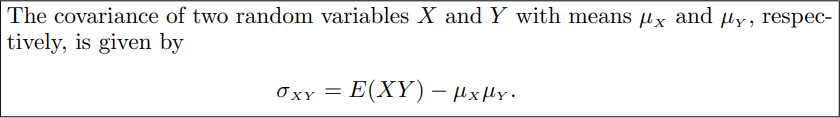 The covariance of two random variables X and Y with means μ_X and μ_Y, respec-
tively, is given by
σ_XY = E(XY) − μ_X μ_Y.